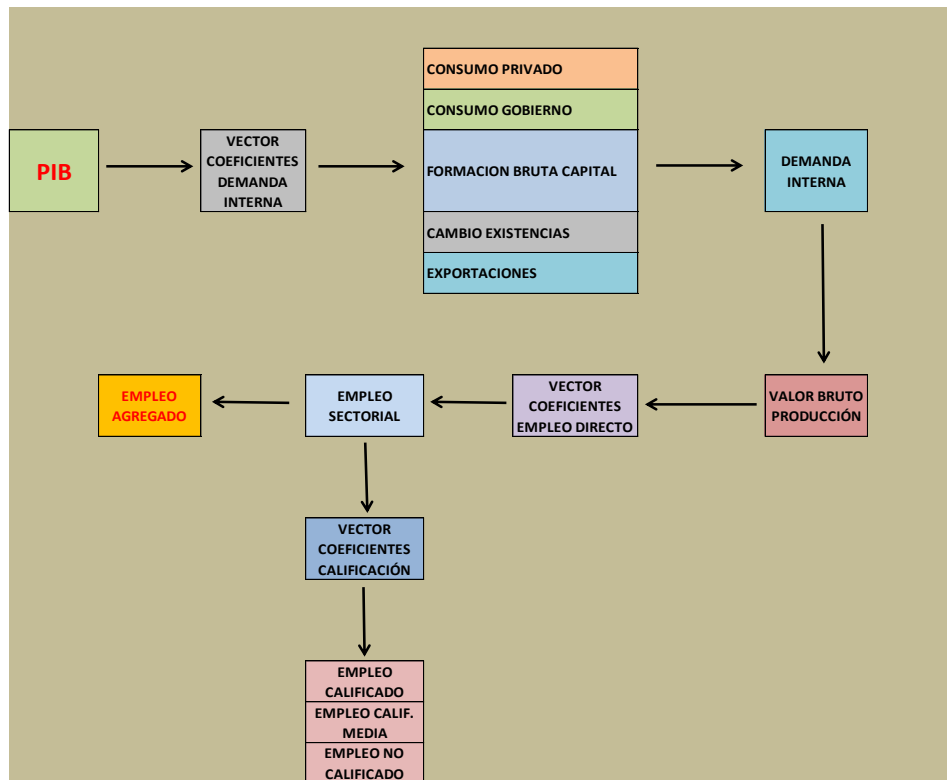 CONSUMO PRIVADO
CONSUMO GOBIERNO
PIB
VECTOR
COEFICIENTES
DEMANDA
INTERNA
FORMACION BRUTA CAPITAL
DEMANDA
INTERNA
CAMBIO EXISTENCIAS
EXPORTACIONES
EMPLEO
AGREGADO
EMPLEO
SECTORIAL
VECTOR
COEFICIENTES
EMPLEO DIRECTO
VALOR BRUTO
PRODUCCIÓN
VECTOR
COEFICIENTES
CALIFICACIÓN
EMPLEO
CALIFICADO
EMPLEO CALIF.
MEDIA
EMPLEO NO
CALIFICADO